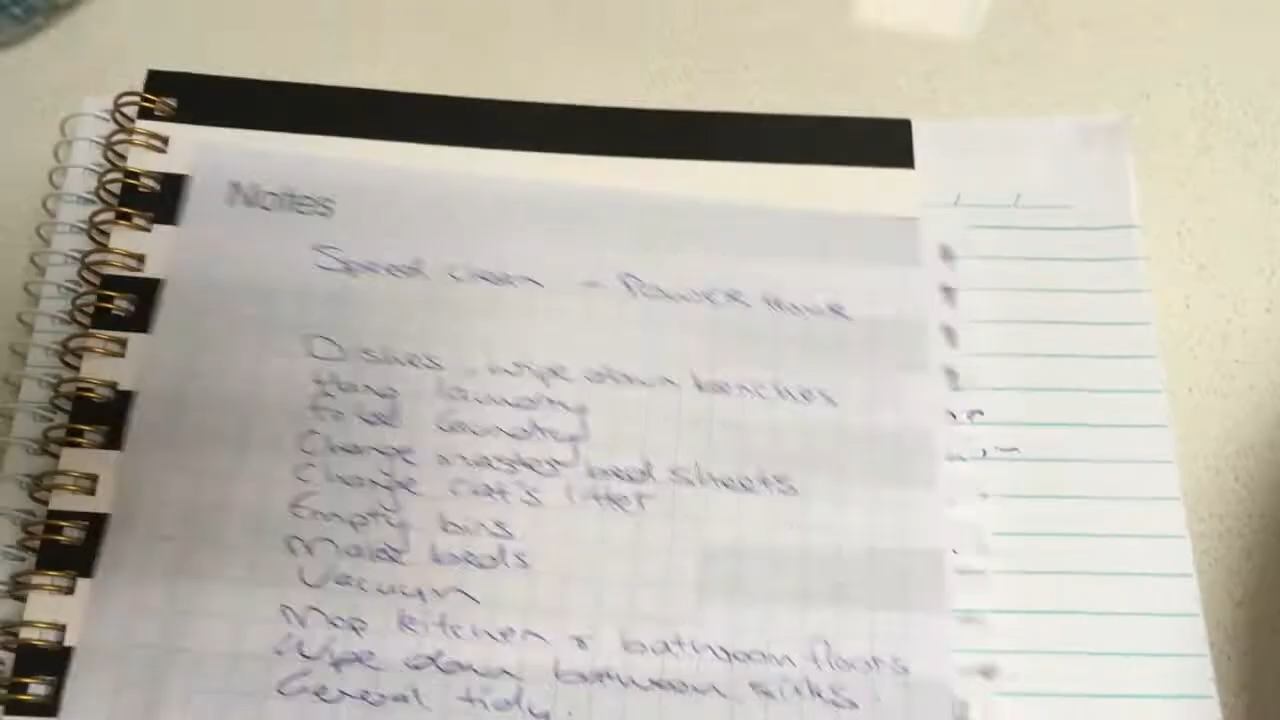 Notes
Speed clean - Power Hour
Dishes, wipe down benches
Hang laundry
Fold laundry
Change master bed sheets
Change cat's litter
Empty bins
Make beds
Vacuum
Mop kitchen & bathroom floors
Wipe down bathroom sinks
General tidy.